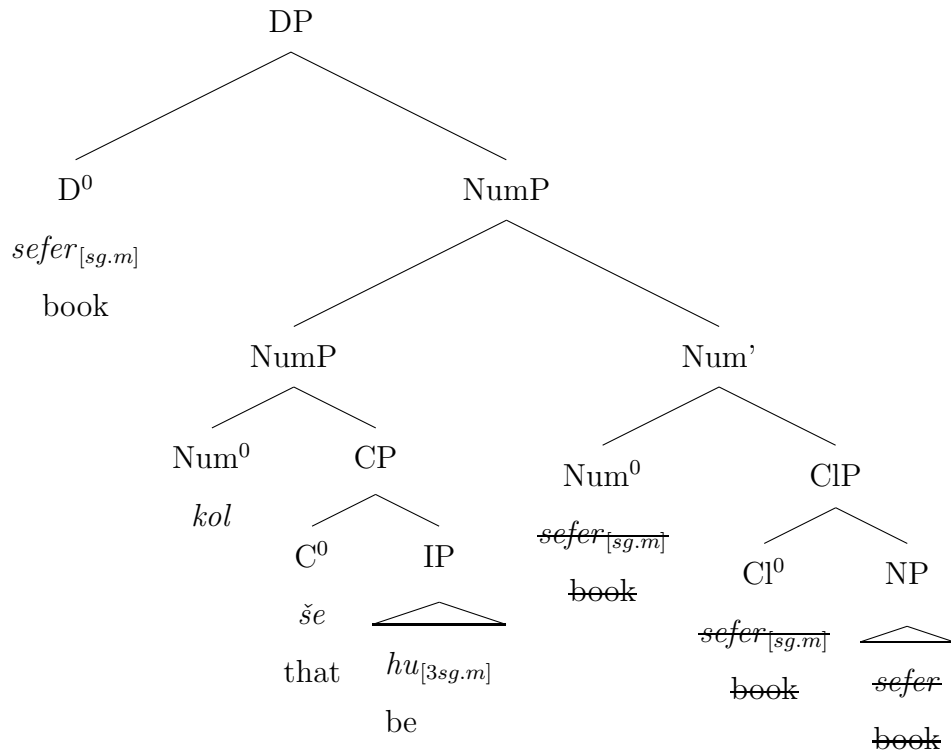 DP
D⁰ NumP
sefer[sg.m]
book
NumP Num’
Num⁰ CP Num⁰ ClP
kol sefer[sg.m]
C⁰ IP book Cl⁰ NP
še sefer[sg.m]
that hu[3sg.m] book sefer
be book